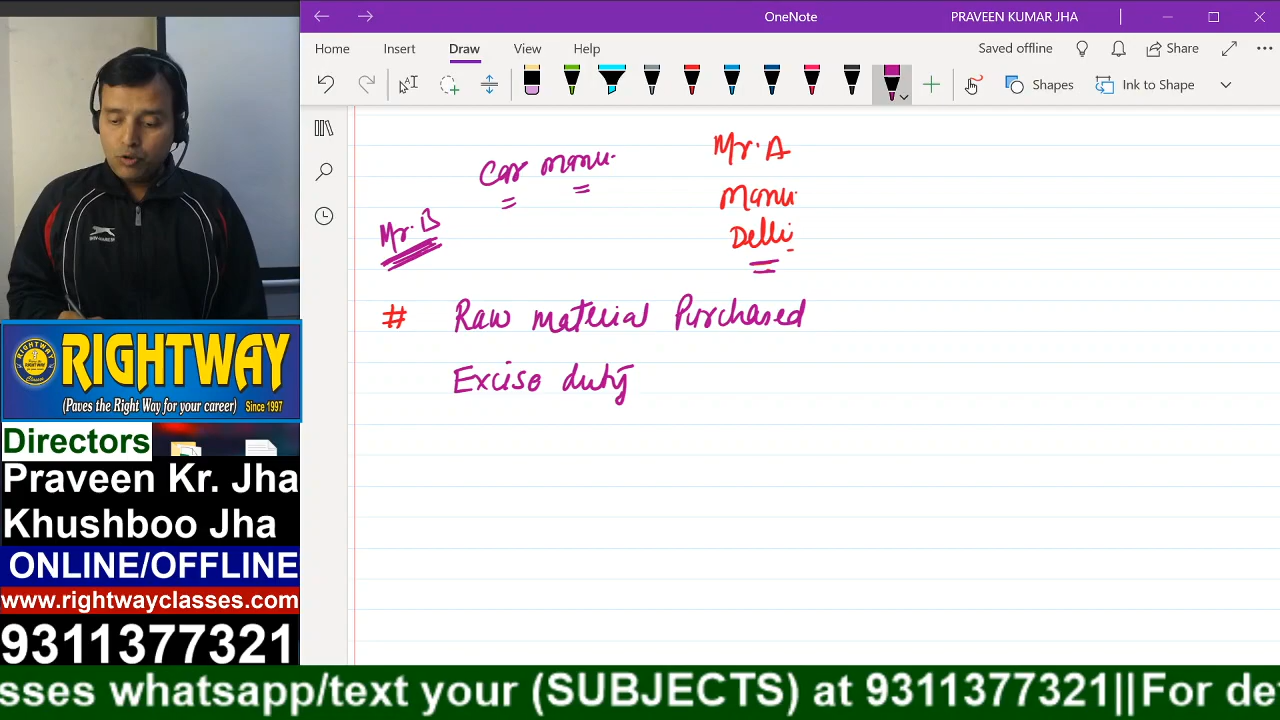 OneNote
PRAVEEN KUMAR JHA
Home Insert Draw View Help
Saved offline
Share
Shapes
Ink to Shape
Mr. A
Car manu.
Manu.
Mr. B
Delhi
# Raw material Purchased
Excise duty
RIGHTWAY
(Paves the Right Way for your career) Since 1997
Directors
Praveen Kr. Jha
Khushboo Jha
ONLINE/OFFLINE
www.rightwayclasses.com
9311377321
sses whatsapp/text your (SUBJECTS) at 9311377321||For det